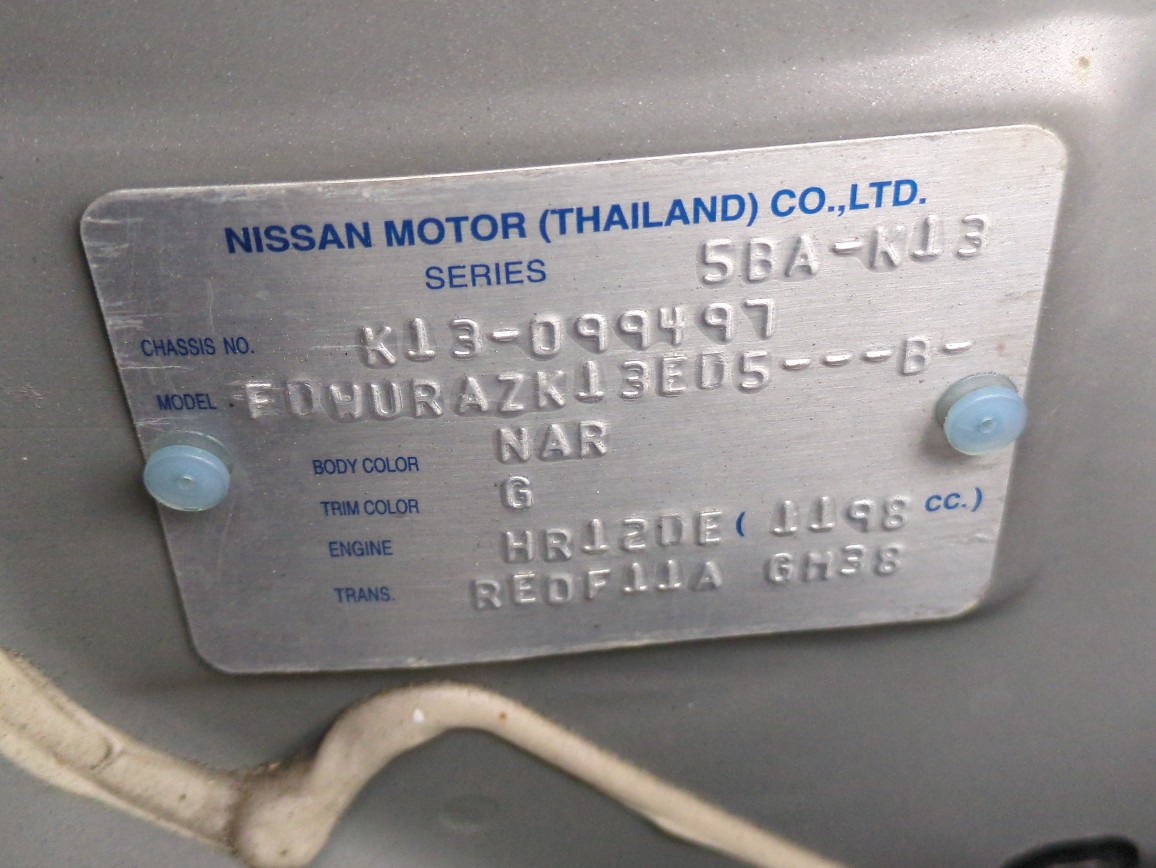 NISSAN MOTOR (THAILAND) CO.,LTD.
SERIES 5BA-K13
CHASSIS NO. K13-099497
MODEL FDWURAZK13ED5---B-
BODY COLOR NAR
TRIM COLOR G
ENGINE HR12DE ( 1198 CC.)
TRANS. RE0F11A GH38